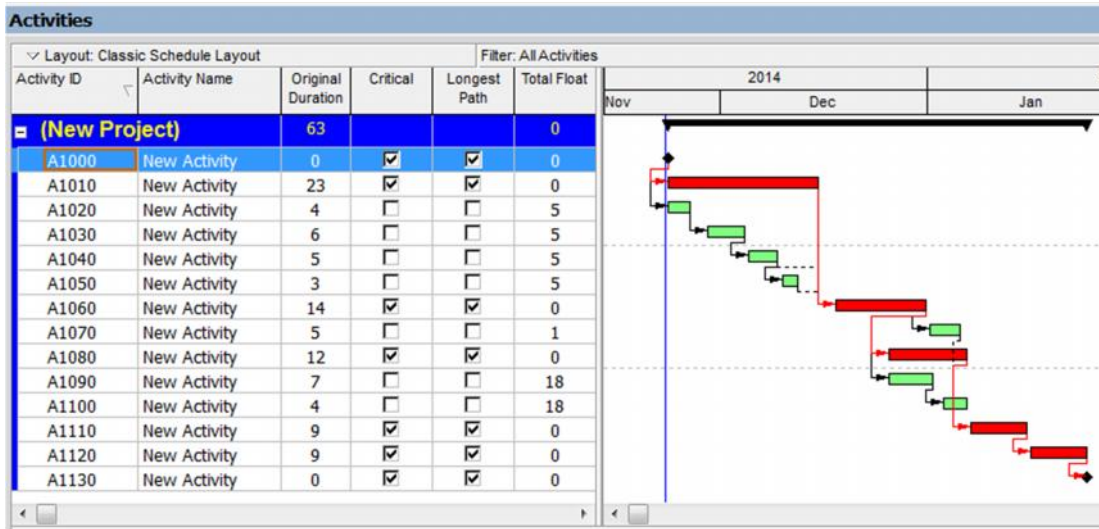 Activities
Layout: Classic Schedule Layout Filter: All Activities
Activity ID Activity Name Original Duration Critical Longest Path Total Float 2014
Nov Dec Jan
(New Project) 63 0
A1000 New Activity 0 0
A1010 New Activity 23 0
A1020 New Activity 4 5
A1030 New Activity 6 5
A1040 New Activity 5 5
A1050 New Activity 3 5
A1060 New Activity 14 0
A1070 New Activity 5 1
A1080 New Activity 12 0
A1090 New Activity 7 18
A1100 New Activity 4 18
A1110 New Activity 9 0
A1120 New Activity 9 0
A1130 New Activity 0 0